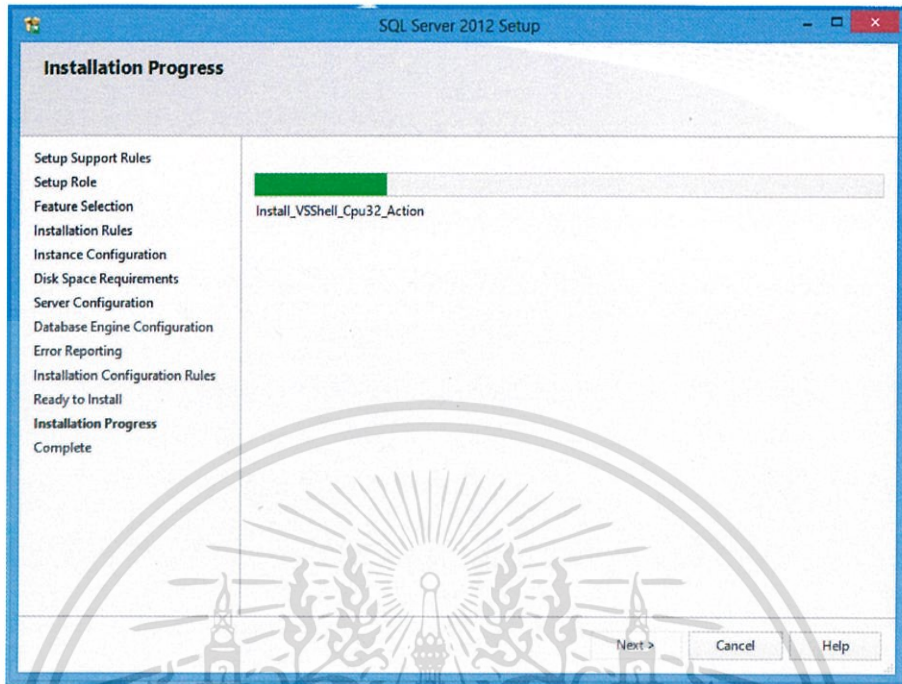 SQL Server 2012 Setup
Installation Progress
Setup Support Rules
Setup Role
Feature Selection
Installation Rules
Instance Configuration
Disk Space Requirements
Server Configuration
Database Engine Configuration
Error Reporting
Installation Configuration Rules
Ready to Install
Installation Progress
Complete
Install_VSShell_Cpu32_Action
Next >
Cancel
Help